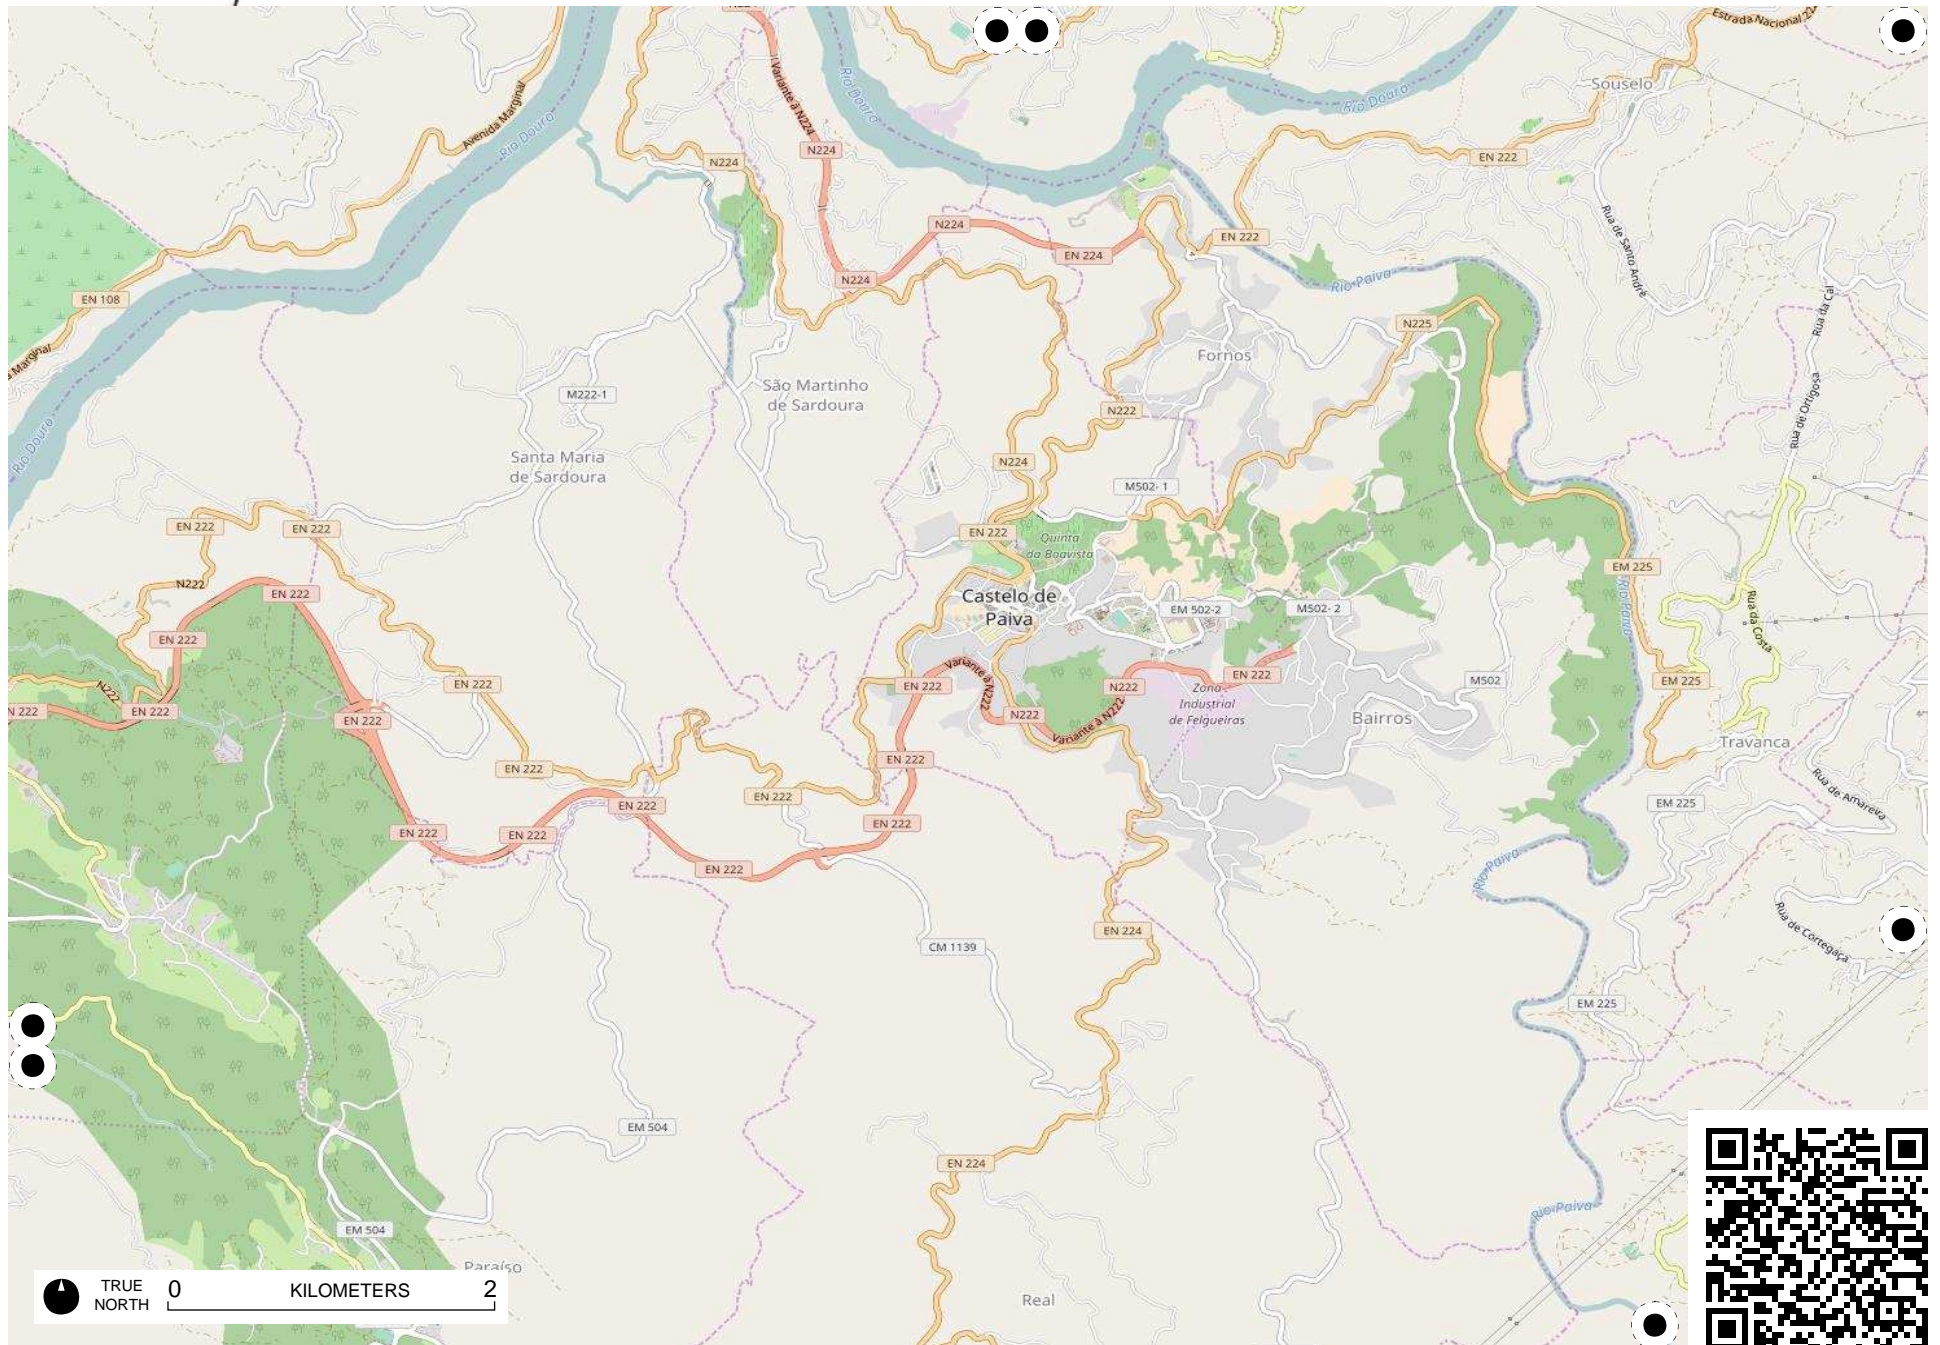 Estrada Nacional 22
Variante à N224
Rio Douro
Souselo
Avenida Marginal
Rio Douro
Rio Douro
N224
N224
EN 222
N224
EN 222
EN 224
Rua de Santo André
N224
Rio Paiva
EN 108
Rua da Cal
N225
Marginal
Fornos
São Martinho
de Sardoura
M222-1
N222
Rua de Ortigosa
Rio Douro
Santa Maria
de Sardoura
N224
M502- 1
EN 222
EN 222
EN 222
Quinta
da Boavista
EM 225
N222
EN 222
Castelo de
Paiva
EM 502-2
M502- 2
Rio Paiva
Rua da Costa
EN 222
Variante à N222
EN 222
EN 222
EN 222
N222
Zona
Industrial
de Felgueiras
M502
EM 225
N222
N 222
EN 222
EN 222
N222
Variante à N222
Bairros
Travanca
EN 222
EN 222
EN 222
EN 222
EM 225
Rua de Amareira
EN 222
EN 222
EN 222
EN 222
Rio Paiva
Rua de Cortegaça
EN 224
CM 1139
EM 225
EM 504
EN 224
Rio Paiva
EM 504
Paraíso
TRUE
NORTH
0 KILOMETERS 2
Real